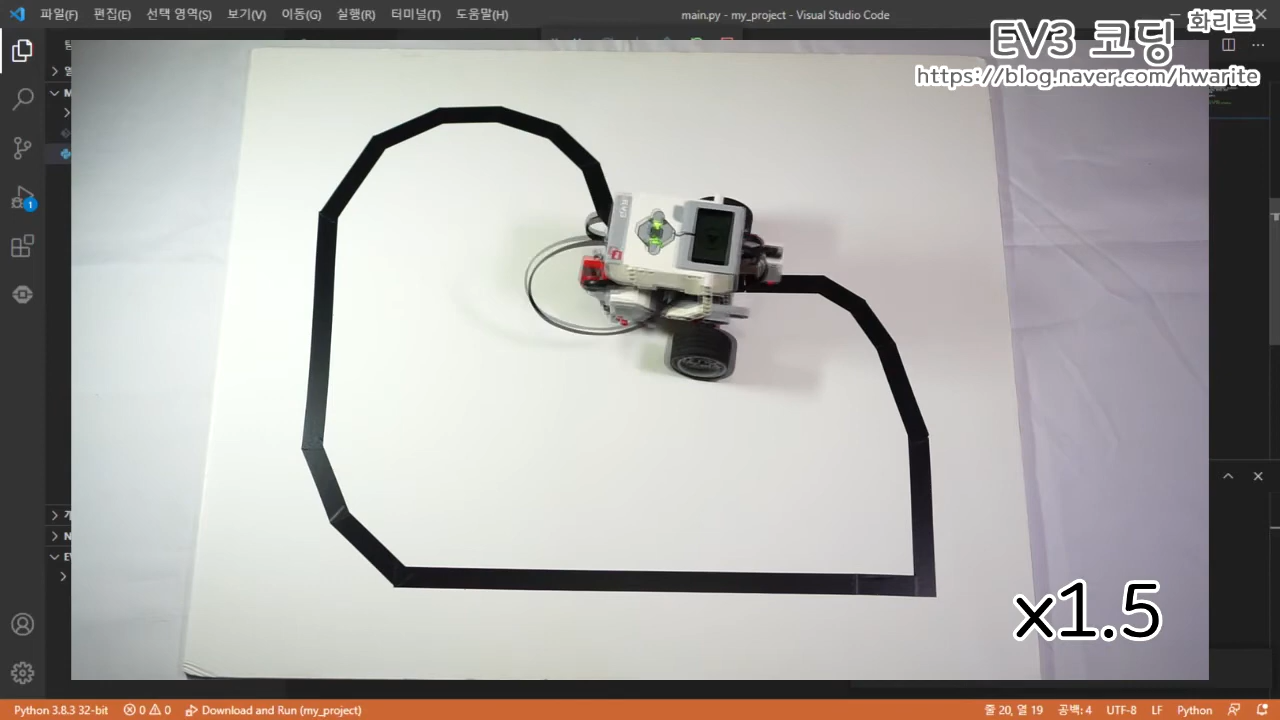 파일(F) 편집(E) 선택 영역(S) 보기(V) 이동(G) 실행(R) 터미널(T) 도움말(H) main.py - my_project - Visual Studio Code
화리트
EV3 코딩
https://blog.naver.com/hwarite
EV3
1
x1.5
Python 3.8.3 32-bit 0 0 Download and Run (my_project) 줄 20, 열 19 공백: 4 UTF-8 LF Python